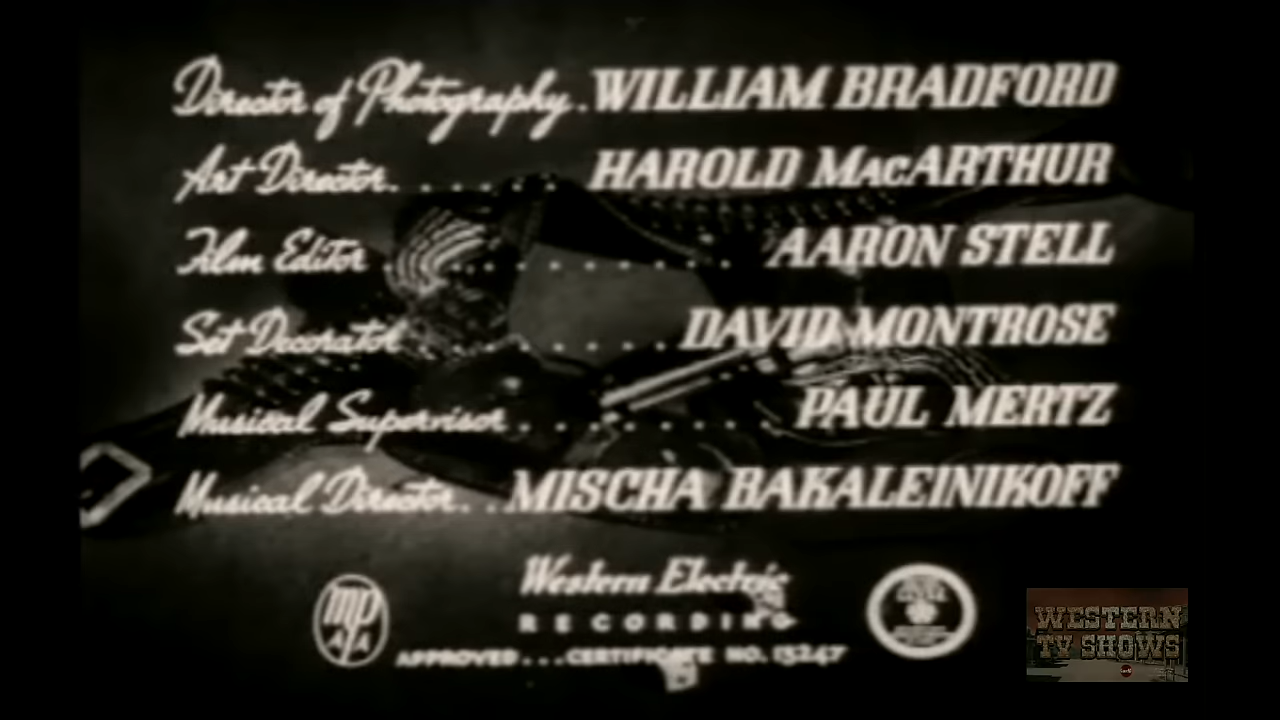 Director of Photography. WILLIAM BRADFORD
Art Director. . . . . . . HAROLD MacARTHUR
Film Editor . . . . . . . . . . . AARON STELL
Set Decorator . . . . . . . . . DAVID MONTROSE
Musical Supervisor . . . . . . . . PAUL MERTZ
Musical Director. . . MISCHA BAKALEINIKOFF
Western Electric
RECORDING
MPAA
APPROVED...CERTIFICATE NO. 13247
WESTERN
TV SHOWS